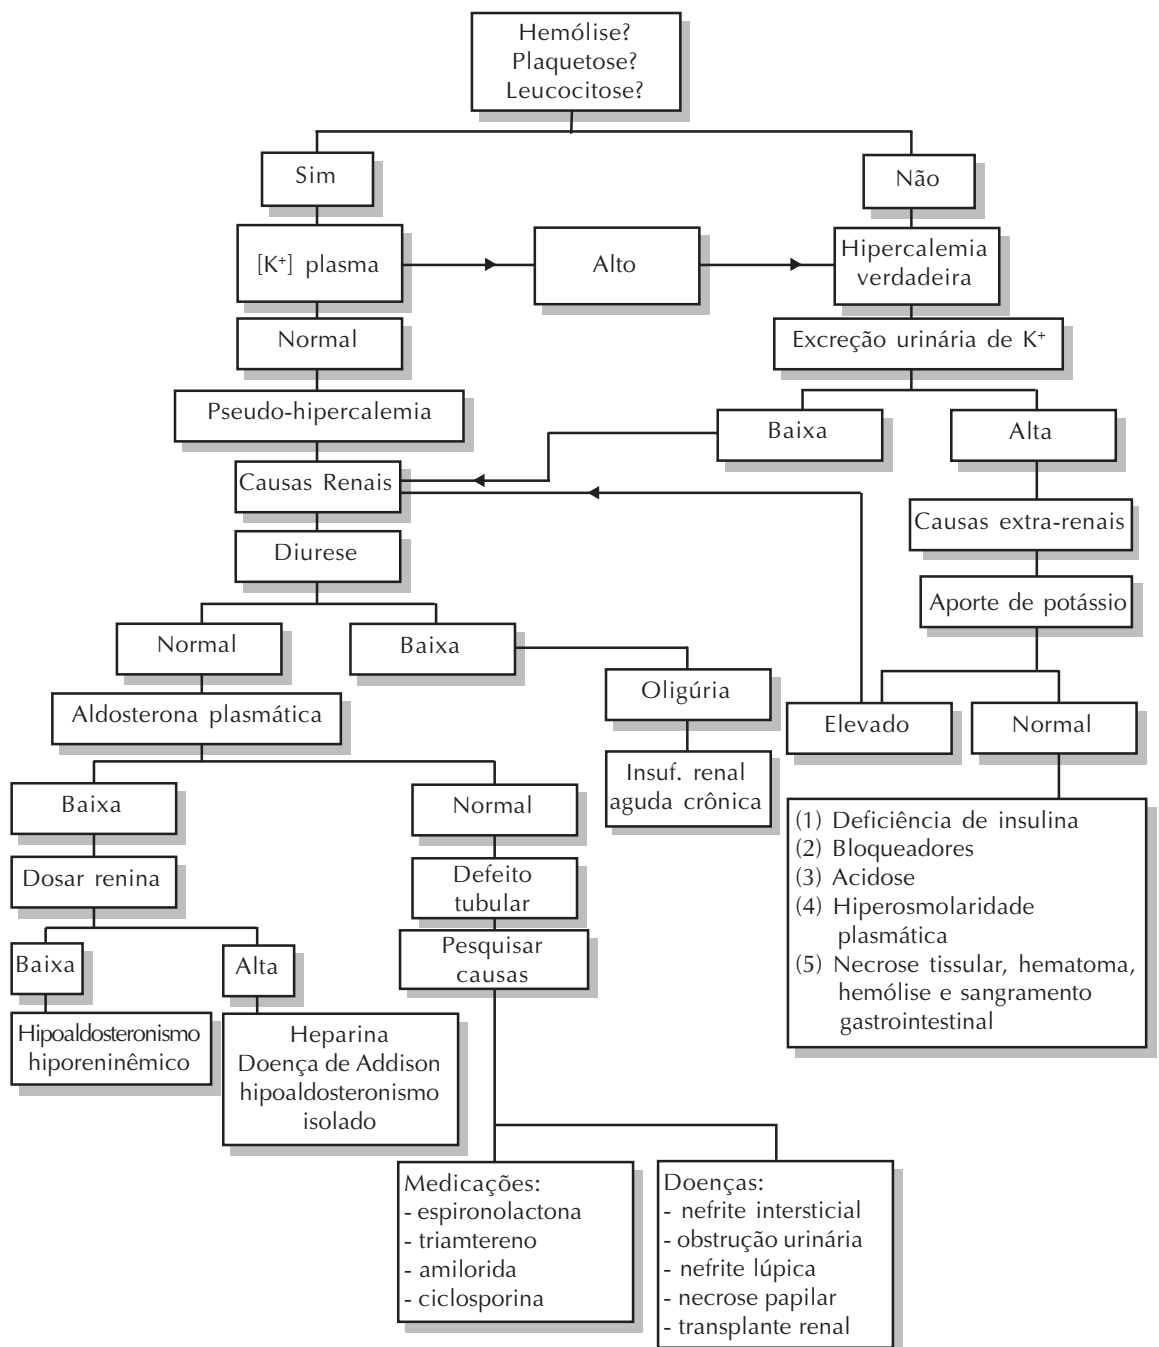 Hemólise?
Plaquetose?
Leucocitose?
Sim
Não
[K+] plasma
Alto
Hipercalemia
verdadeira
Normal
Excreção urinária de K+
Pseudo-hipercalemia
Baixa
Alta
Causas Renais
Causas extra-renais
Diurese
Aporte de potássio
Normal
Baixa
Oligúria
Elevado
Normal
Aldosterona plasmática
Insuf. renal
aguda crônica
Baixa
Normal
(1) Deficiência de insulina
(2) Bloqueadores
(3) Acidose
(4) Hiperosmolaridade
plasmática
(5) Necrose tissular, hematoma,
hemólise e sangramento
gastrointestinal
Dosar renina
Defeito
tubular
Pesquisar
causas
Baixa
Alta
Hipoaldosteronismo
hiporeninêmico
Heparina
Doença de Addison
hipoaldosteronismo
isolado
Medicações:
- espironolactona
- triamtereno
- amilorida
- ciclosporina
Doenças:
- nefrite intersticial
- obstrução urinária
- nefrite lúpica
- necrose papilar
- transplante renal